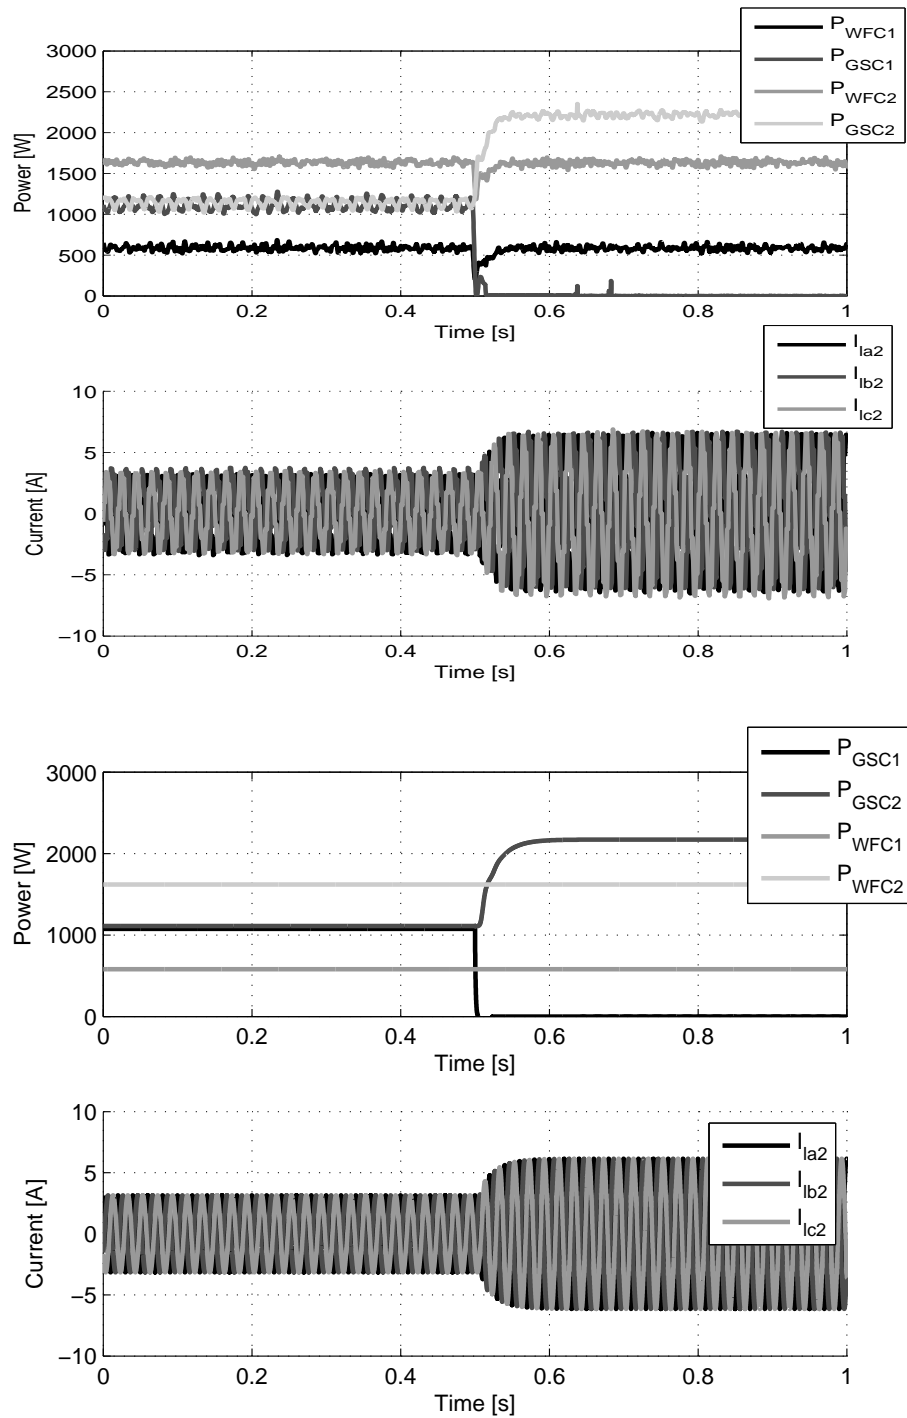 P_WFC1
P_GSC1
P_WFC2
P_GSC2
3000
2500
2000
1500
1000
500
0
Power [W]
0 0.2 0.4 0.6 0.8 1
Time [s]
I_la2
I_lb2
I_lc2
10
5
0
−5
−10
Current [A]
0 0.2 0.4 0.6 0.8 1
Time [s]
P_GSC1
P_GSC2
P_WFC1
P_WFC2
3000
2000
1000
0
Power [W]
0 0.2 0.4 0.6 0.8 1
Time [s]
I_la2
I_lb2
I_lc2
10
5
0
−5
−10
Current [A]
0 0.2 0.4 0.6 0.8 1
Time [s]